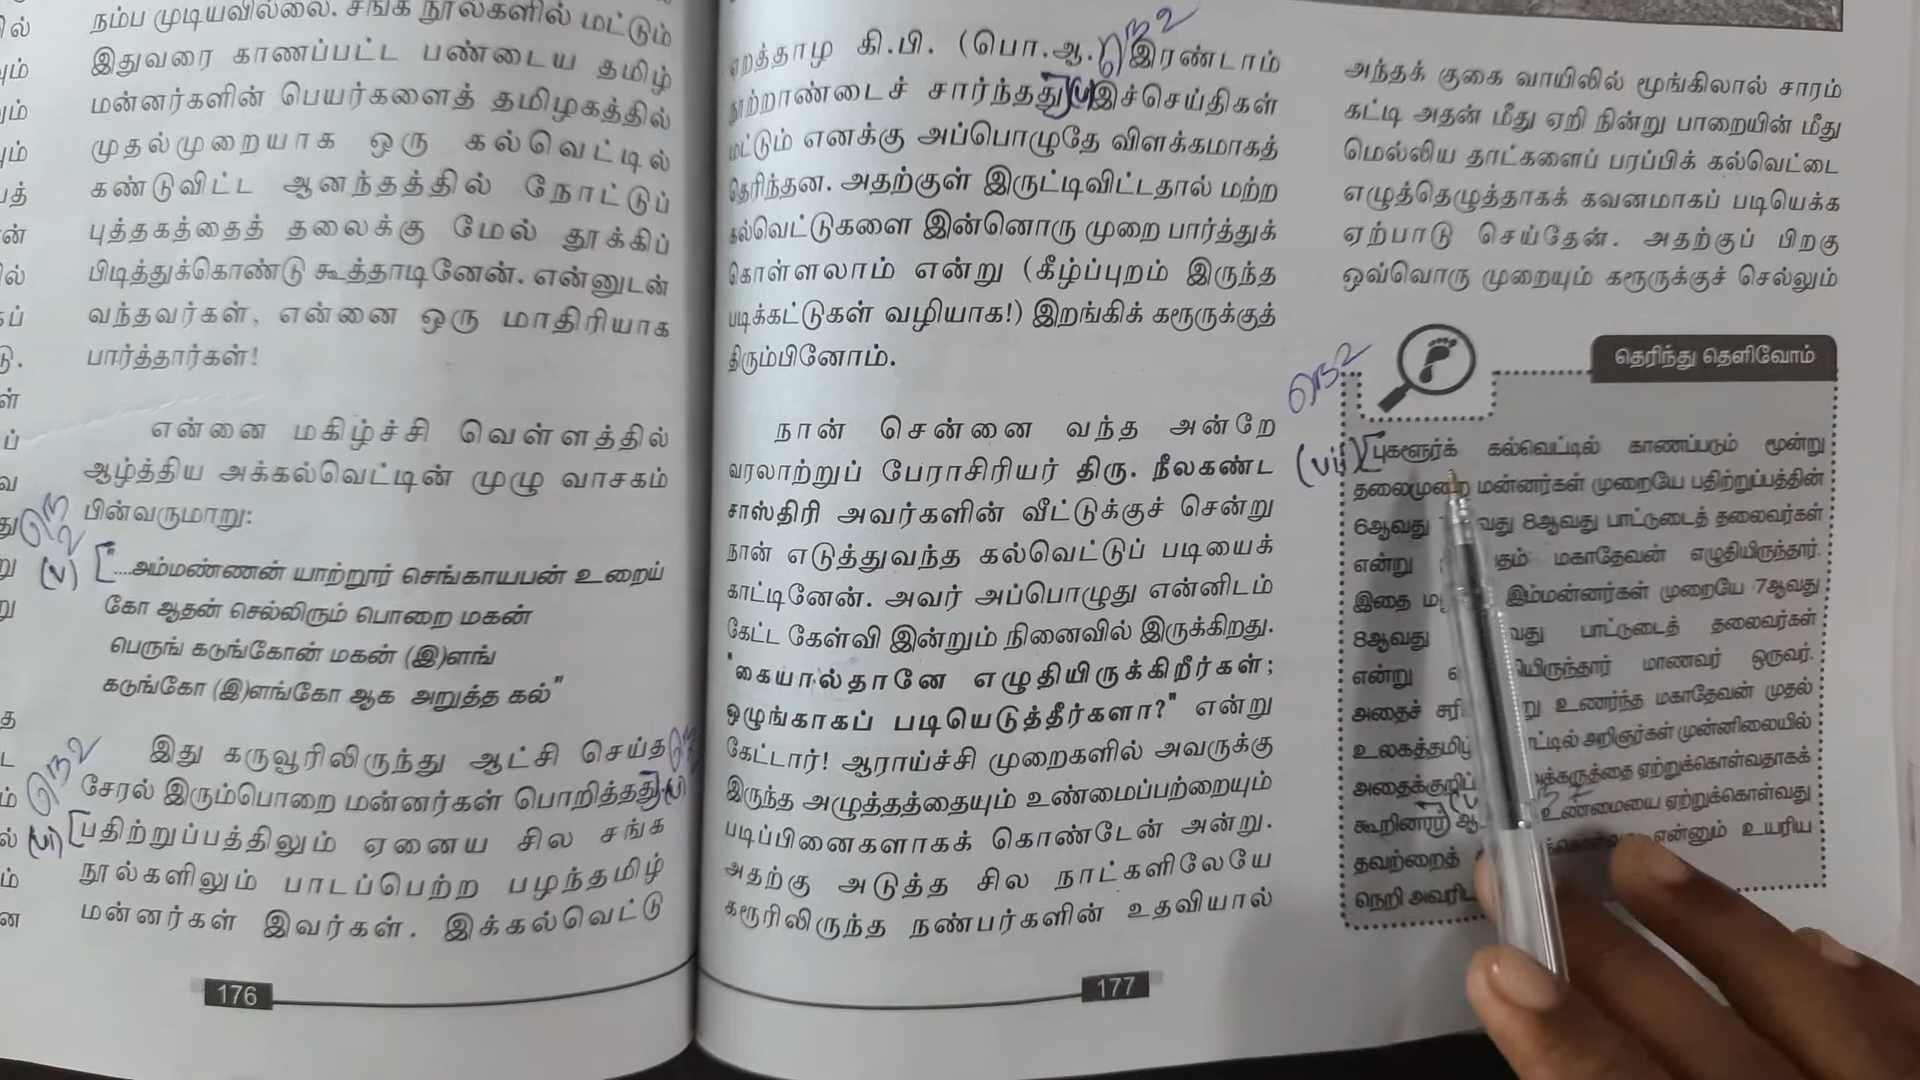 நம்ப முடியவில்லை. சங்க நூல்களில் மட்டும்
இதுவரை காணப்பட்ட பண்டைய தமிழ்
மன்னர்களின் பெயர்களைத் தமிழகத்தில்
முதல்முறையாக ஒரு கல்வெட்டில்
கண்டுவிட்ட ஆனந்தத்தில் நோட்டுப்
புத்தகத்தைத் தலைக்கு மேல் தூக்கிப்
பிடித்துக்கொண்டு கூத்தாடினேன். என்னுடன்
வந்தவர்கள், என்னை ஒரு மாதிரியாக
பார்த்தார்கள்!
என்னை மகிழ்ச்சி வெள்ளத்தில்
ஆழ்த்திய அக்கல்வெட்டின் முழு வாசகம்
பின்வருமாறு:
(v) ["...அம்மண்ணன் யாற்றூர் செங்காயபன் உறைய்
கோ ஆதன் செல்லிரும் பொறை மகன்
பெருங் கடுங்கோன் மகன் (இ)ளங்
கடுங்கோ (இ)ளங்கோ ஆக அறுத்த கல்"
இது கருவூரிலிருந்து ஆட்சி செய்த
சேரல் இரும்பொறை மன்னர்கள் பொறித்தது] (v)
(vi) [பதிற்றுப்பத்திலும் ஏனைய சில சங்க
நூல்களிலும் பாடப்பெற்ற பழந்தமிழ்
மன்னர்கள் இவர்கள். இக்கல்வெட்டு
176
ஏறத்தாழ கி.பி. (பொ.ஆ.) இரண்டாம்
நூற்றாண்டைச் சார்ந்தது] (vi) இச்செய்திகள்
மட்டும் எனக்கு அப்பொழுதே விளக்கமாகத்
தெரிந்தன. அதற்குள் இருட்டிவிட்டதால் மற்ற
கல்வெட்டுகளை இன்னொரு முறை பார்த்துக்
கொள்ளலாம் என்று (கீழ்ப்புறம் இருந்த
படிக்கட்டுகள் வழியாக!) இறங்கிக் கரூருக்குத்
திரும்பினோம்.
நான் சென்னை வந்த அன்றே
வரலாற்றுப் பேராசிரியர் திரு. நீலகண்ட
சாஸ்திரி அவர்களின் வீட்டுக்குச் சென்று
நான் எடுத்துவந்த கல்வெட்டுப் படியைக்
காட்டினேன். அவர் அப்பொழுது என்னிடம்
கேட்ட கேள்வி இன்றும் நினைவில் இருக்கிறது.
"கையால்தானே எழுதியிருக்கிறீர்கள்;
ஒழுங்காகப் படியெடுத்தீர்களா?" என்று
கேட்டார்! ஆராய்ச்சி முறைகளில் அவருக்கு
இருந்த அழுத்தத்தையும் உண்மைப்பற்றையும்
படிப்பினைகளாகக் கொண்டேன் அன்று.
அதற்கு அடுத்த சில நாட்களிலேயே
கரூரிலிருந்த நண்பர்களின் உதவியால்
177
அந்தக் குகை வாயிலில் மூங்கிலால் சாரம்
கட்டி அதன் மீது ஏறி நின்று பாறையின் மீது
மெல்லிய தாட்களைப் பரப்பிக் கல்வெட்டை
எழுத்தெழுத்தாகக் கவனமாகப் படியெக்க
ஏற்பாடு செய்தேன். அதற்குப் பிறகு
ஒவ்வொரு முறையும் கரூருக்குச் செல்லும்
தெரிந்து தெளிவோம்
(vii) [புகளூர்க் கல்வெட்டில் காணப்படும் மூன்று
தலைமுறை மன்னர்கள் முறையே பதிற்றுப்பத்தின்
6ஆவது 8ஆவது பாட்டுடைத் தலைவர்கள்
என்று மகாதேவன் எழுதியிருந்தார்.
இதை இம்மன்னர்கள் முறையே 7ஆவது
8ஆவது பாட்டுடைத் தலைவர்கள்
என்று மாணவர் ஒருவர்.
அதைச் உணர்ந்த மகாதேவன் முதல்
அறிஞர்கள் முன்னிலையில்
ஏற்றுக்கொள்வதாகக்
கூறினார்] உண்மையை ஏற்றுக்கொள்வது
தவற்றைத் என்னும் உயரிய
நெறி